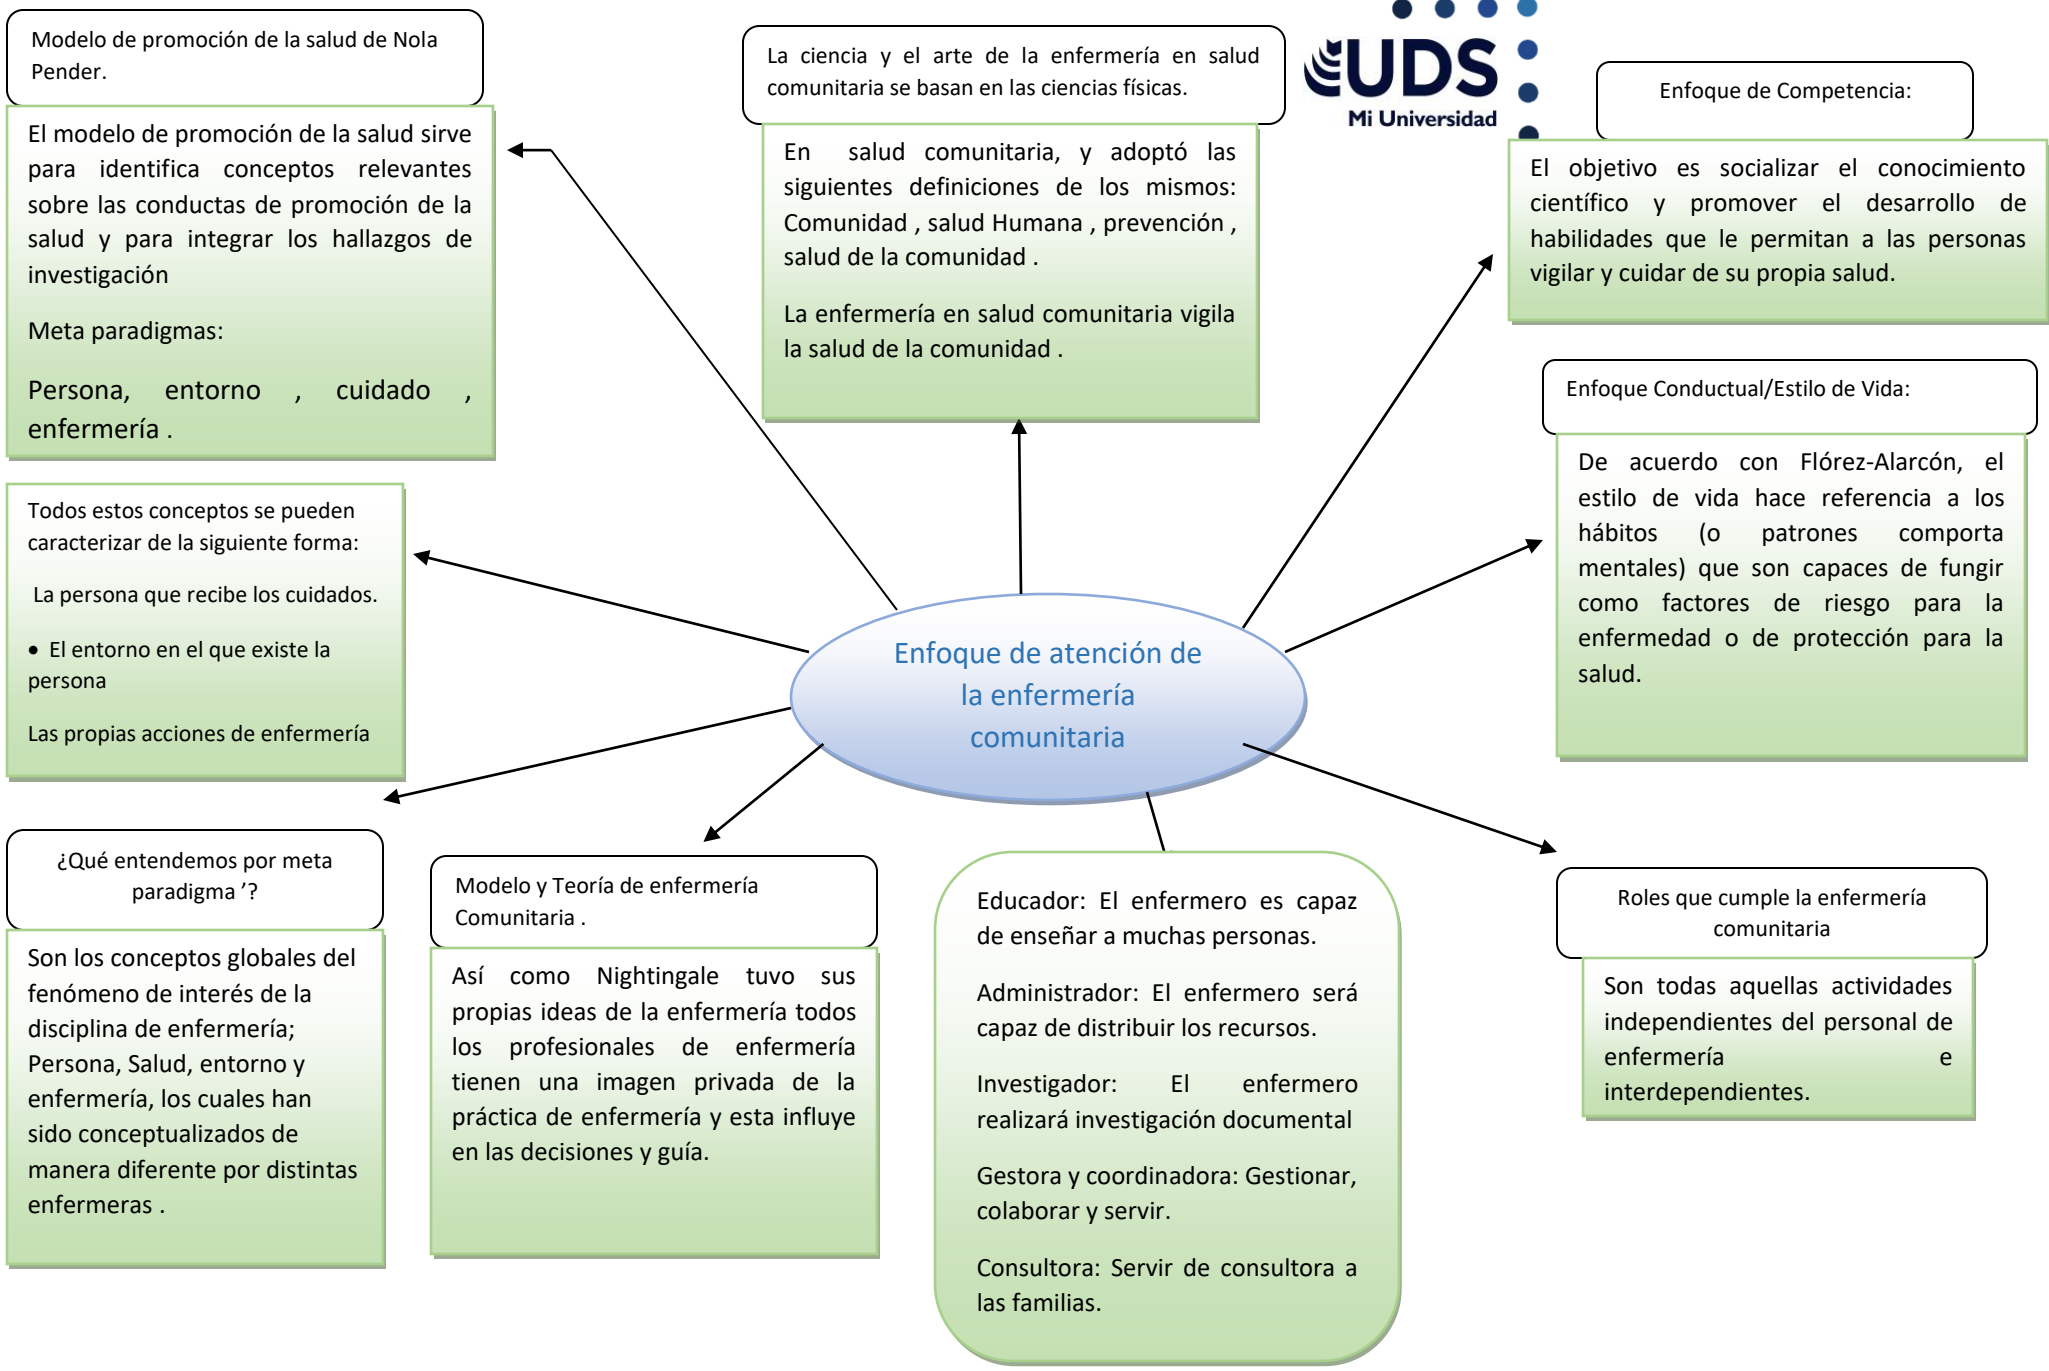 Modelo de promoción de la salud de Nola
Pender.
El modelo de promoción de la salud sirve
para identifica conceptos relevantes
sobre las conductas de promoción de la
salud y para integrar los hallazgos de
investigación
Meta paradigmas:
Persona, entorno , cuidado ,
enfermería .
La ciencia y el arte de la enfermería en salud
comunitaria se basan en las ciencias físicas.
En salud comunitaria, y adoptó las
siguientes definiciones de los mismos:
Comunidad , salud Humana , prevención ,
salud de la comunidad .
La enfermería en salud comunitaria vigila
la salud de la comunidad .
UDS
Mi Universidad
Enfoque de Competencia:
El objetivo es socializar el conocimiento
científico y promover el desarrollo de
habilidades que le permitan a las personas
vigilar y cuidar de su propia salud.
Enfoque Conductual/Estilo de Vida:
De acuerdo con Flórez-Alarcón, el
estilo de vida hace referencia a los
hábitos (o patrones comporta
mentales) que son capaces de fungir
como factores de riesgo para la
enfermedad o de protección para la
salud.
Todos estos conceptos se pueden
caracterizar de la siguiente forma:
La persona que recibe los cuidados.
• El entorno en el que existe la
persona
Las propias acciones de enfermería
Enfoque de atención de
la enfermería
comunitaria
¿Qué entendemos por meta
paradigma ’?
Son los conceptos globales del
fenómeno de interés de la
disciplina de enfermería;
Persona, Salud, entorno y
enfermería, los cuales han
sido conceptualizados de
manera diferente por distintas
enfermeras .
Modelo y Teoría de enfermería
Comunitaria .
Así como Nightingale tuvo sus
propias ideas de la enfermería todos
los profesionales de enfermería
tienen una imagen privada de la
práctica de enfermería y esta influye
en las decisiones y guía.
Educador: El enfermero es capaz
de enseñar a muchas personas.
Administrador: El enfermero será
capaz de distribuir los recursos.
Investigador: El enfermero
realizará investigación documental
Gestora y coordinadora: Gestionar,
colaborar y servir.
Consultora: Servir de consultora a
las familias.
Roles que cumple la enfermería
comunitaria
Son todas aquellas actividades
independientes del personal de
enfermería e
interdependientes.